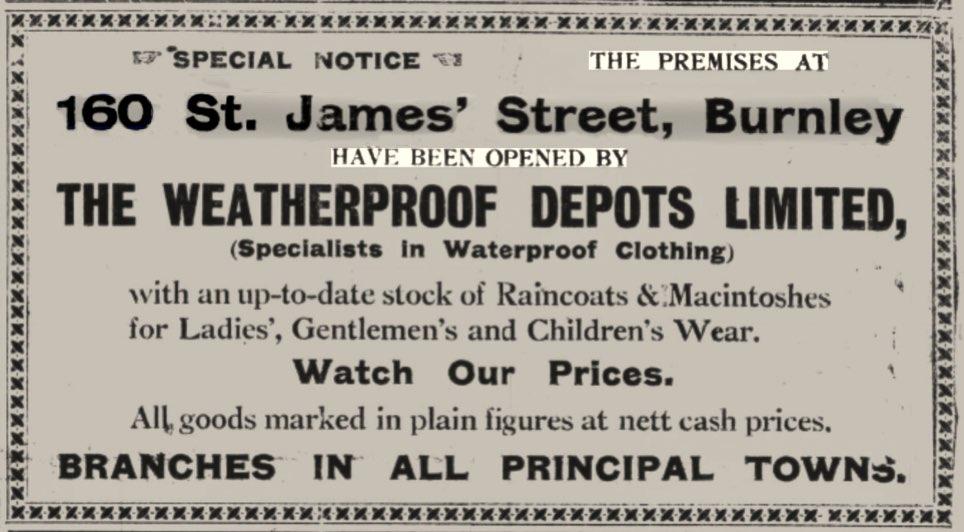 SPECIAL NOTICE THE PREMISES AT
160 St. James' Street, Burnley
HAVE BEEN OPENED BY
THE WEATHERPROOF DEPOTS LIMITED,
(Specialists in Waterproof Clothing)
with an up-to-date stock of Raincoats & Macintoshes
for Ladies', Gentlemen's and Children's Wear.
Watch Our Prices.
All goods marked in plain figures at nett cash prices.
BRANCHES IN ALL PRINCIPAL TOWNS.